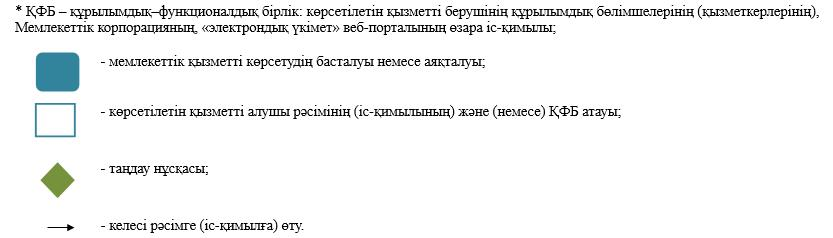 * ҚФБ – құрылымдық–функционалдық бірлік: көрсетілетін қызметті берушінің құрылымдық бөлімшелерінің (қызметкерлерінің),
Мемлекеттік корпорацияның, «электрондық үкімет» веб-порталының өзара іс-қимылы;
- мемлекеттік қызметті көрсетудің басталуы немесе аяқталуы;
- көрсетілетін қызметті алушы рәсімінің (іс-қимылының) және (немесе) ҚФБ атауы;
- таңдау нұсқасы;
- келесі рәсімге (іс-қимылға) өту.